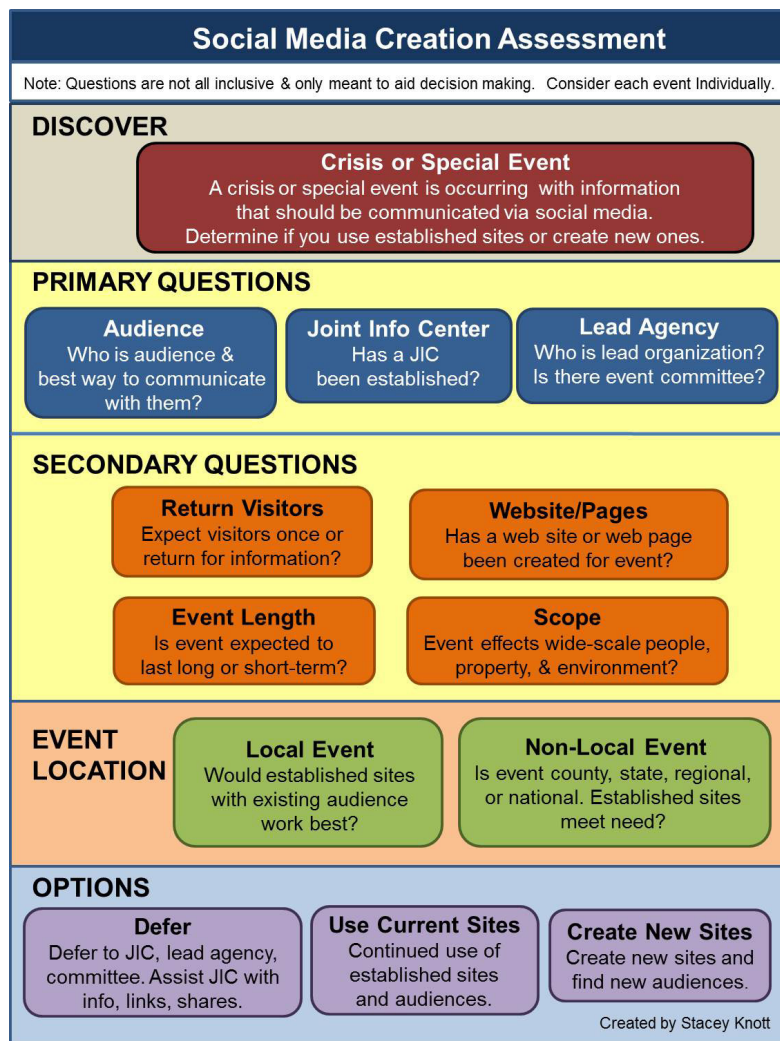 Social Media Creation Assessment
Note: Questions are not all inclusive & only meant to aid decision making. Consider each event Individually.
DISCOVER
Crisis or Special Event
A crisis or special event is occurring with information
that should be communicated via social media.
Determine if you use established sites or create new ones.
PRIMARY QUESTIONS
Audience
Who is audience &
best way to communicate
with them?
Joint Info Center
Has a JIC
been established?
Lead Agency
Who is lead organization?
Is there event committee?
SECONDARY QUESTIONS
Return Visitors
Expect visitors once or
return for information?
Website/Pages
Has a web site or web page
been created for event?
Event Length
Is event expected to
last long or short-term?
Scope
Event effects wide-scale people,
property, & environment?
EVENT
LOCATION
Local Event
Would established sites
with existing audience
work best?
Non-Local Event
Is event county, state, regional,
or national. Established sites
meet need?
OPTIONS
Defer
Defer to JIC, lead agency,
committee. Assist JIC with
info, links, shares.
Use Current Sites
Continued use of
established sites
and audiences.
Create New Sites
Create new sites and
find new audiences.
Created by Stacey Knott